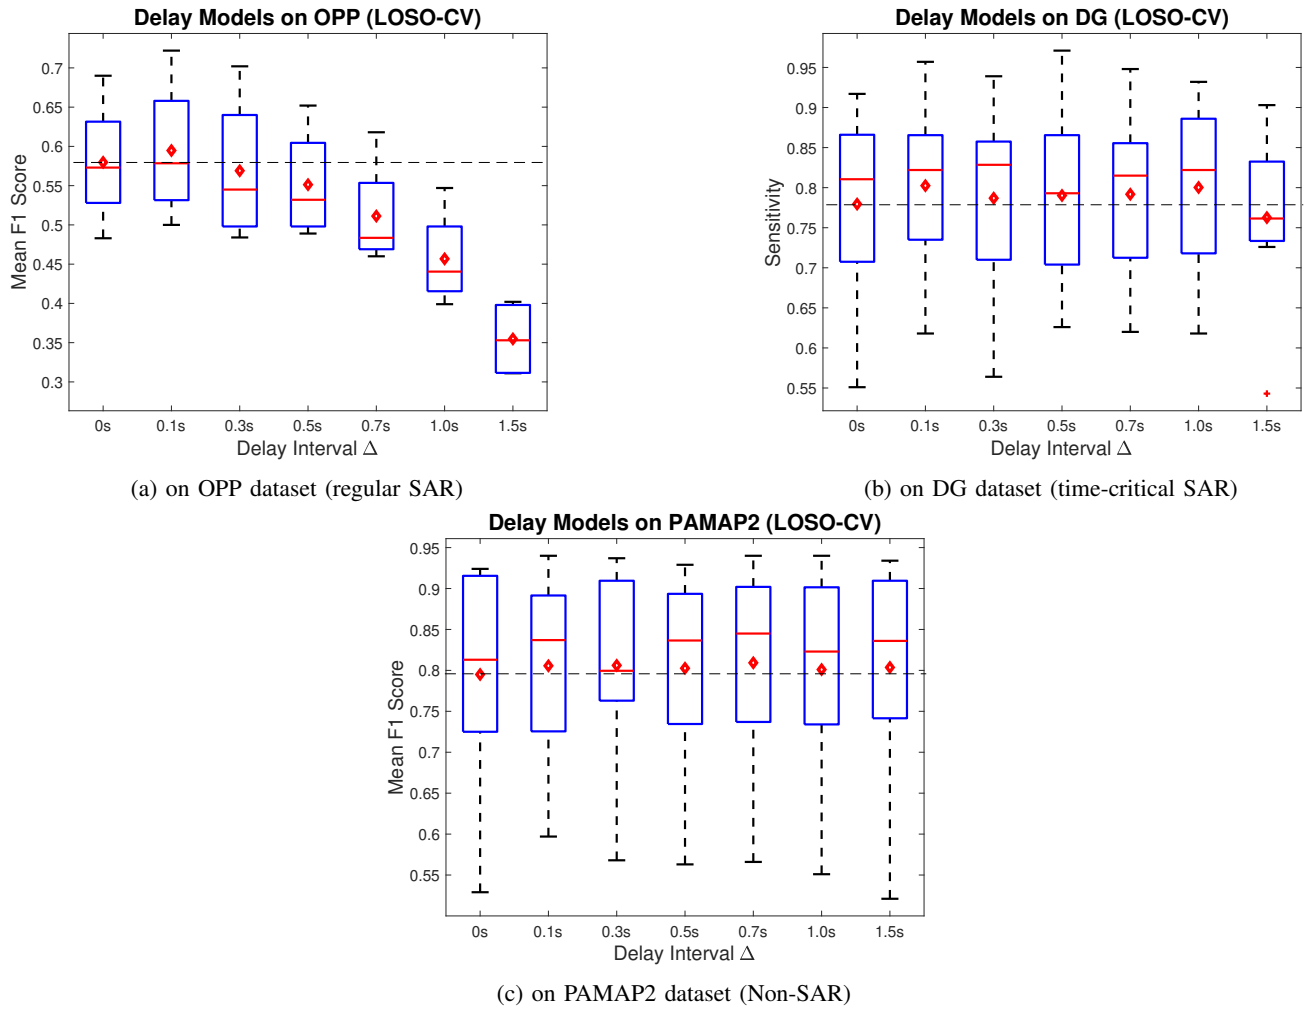 Delay Models on OPP (LOSO-CV)
Mean F1 Score
0.7
0.65
0.6
0.55
0.5
0.45
0.4
0.35
0.3
0s 0.1s 0.3s 0.5s 0.7s 1.0s 1.5s
Delay Interval Δ
(a) on OPP dataset (regular SAR)
Delay Models on DG (LOSO-CV)
Sensitivity
0.95
0.9
0.85
0.8
0.75
0.7
0.65
0.6
0.55
0s 0.1s 0.3s 0.5s 0.7s 1.0s 1.5s
Delay Interval Δ
(b) on DG dataset (time-critical SAR)
Delay Models on PAMAP2 (LOSO-CV)
Mean F1 Score
0.95
0.9
0.85
0.8
0.75
0.7
0.65
0.6
0.55
0s 0.1s 0.3s 0.5s 0.7s 1.0s 1.5s
Delay Interval Δ
(c) on PAMAP2 dataset (Non-SAR)